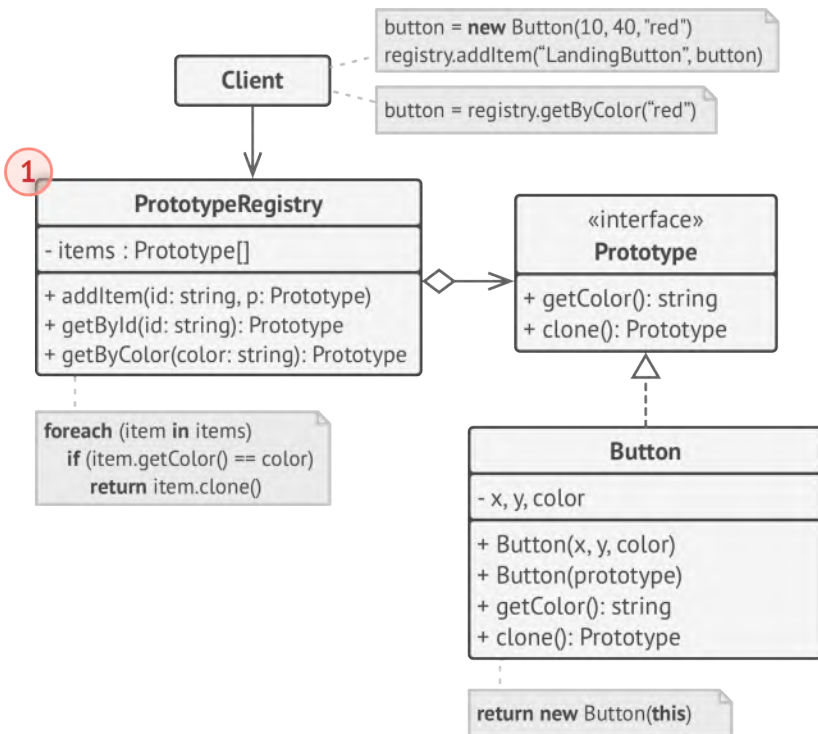 button = new Button(10, 40, "red")
registry.addItem(“LandingButton”, button)
Client
button = registry.getByColor(“red”)
1
PrototypeRegistry
- items : Prototype[]
+ addItem(id: string, p: Prototype)
+ getById(id: string): Prototype
+ getByColor(color: string): Prototype
«interface»
Prototype
+ getColor(): string
+ clone(): Prototype
foreach (item in items)
if (item.getColor() == color)
return item.clone()
Button
- x, y, color
+ Button(x, y, color)
+ Button(prototype)
+ getColor(): string
+ clone(): Prototype
return new Button(this)